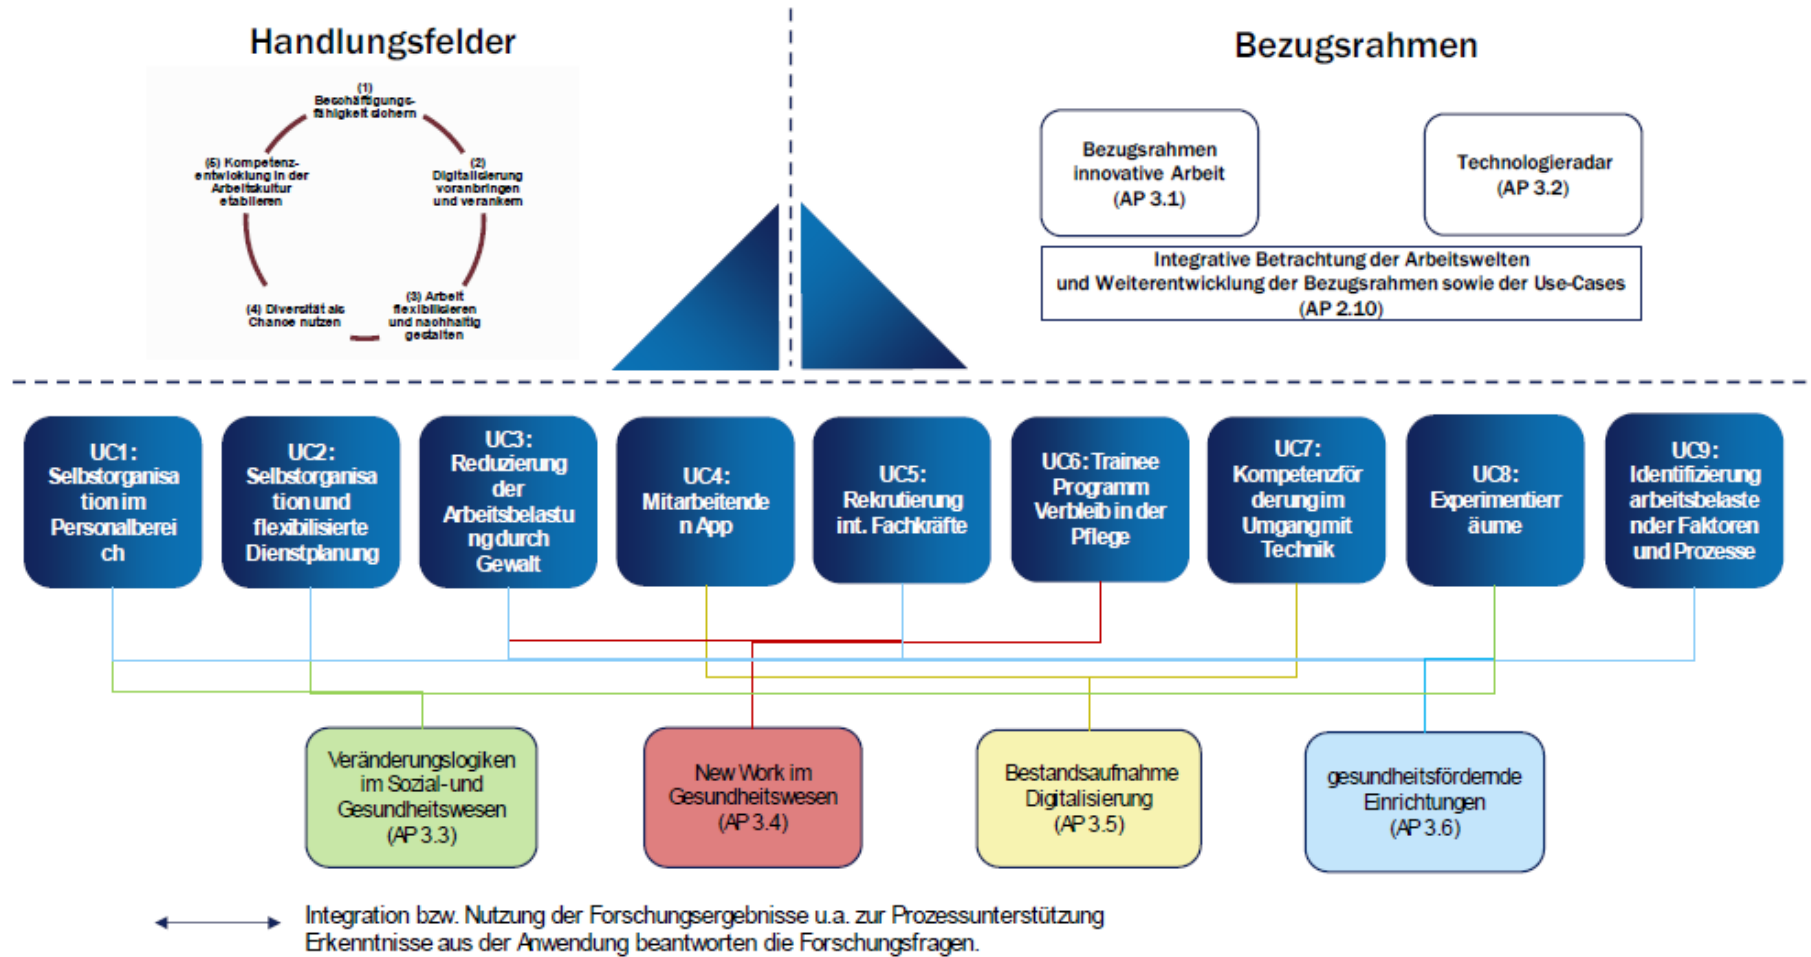 Handlungsfelder
(1)
Beschäftigungs-
fähigkeit sichern
(2)
Digitalisierung
voranbringen
und verankern
(3) Arbeit
flexibilisieren
und nachhaltig
gestalten
(4) Diversität als
Chance nutzen
(5) Kompetenz-
entwicklung in der
Arbeitskultur
etablieren
Bezugsrahmen
Bezugsrahmen
innovative Arbeit
(AP 3.1)
Technologieradar
(AP 3.2)
Integrative Betrachtung der Arbeitswelten
und Weiterentwicklung der Bezugsrahmen sowie der Use-Cases
(AP 2.10)
UC1:
Selbstorganisa
tion im
Personalberei
ch
UC2:
Selbstorganisa
tion und
flexibilisierte
Dienstplanung
UC3:
Reduzierung
der
Arbeitsbelastu
ng durch
Gewalt
UC4:
Mitarbeitende
n App
UC5:
Rekrutierung
int. Fachkräfte
UC6: Trainee
Programm
Verbleib in der
Pflege
UC7:
Kompetenzför
derung im
Umgang mit
Technik
UC8:
Experimentierr
äume
UC9:
Identifizierung
arbeitsbelaste
nder Faktoren
und Prozesse
Veränderungslogiken
im Sozial- und
Gesundheitswesen
(AP 3.3)
New Work im
Gesundheitswesen
(AP 3.4)
Bestandsaufnahme
Digitalisierung
(AP 3.5)
gesundheitsfördernde
Einrichtungen
(AP 3.6)
Integration bzw. Nutzung der Forschungsergebnisse u.a. zur Prozessunterstützung
Erkenntnisse aus der Anwendung beantworten die Forschungsfragen.